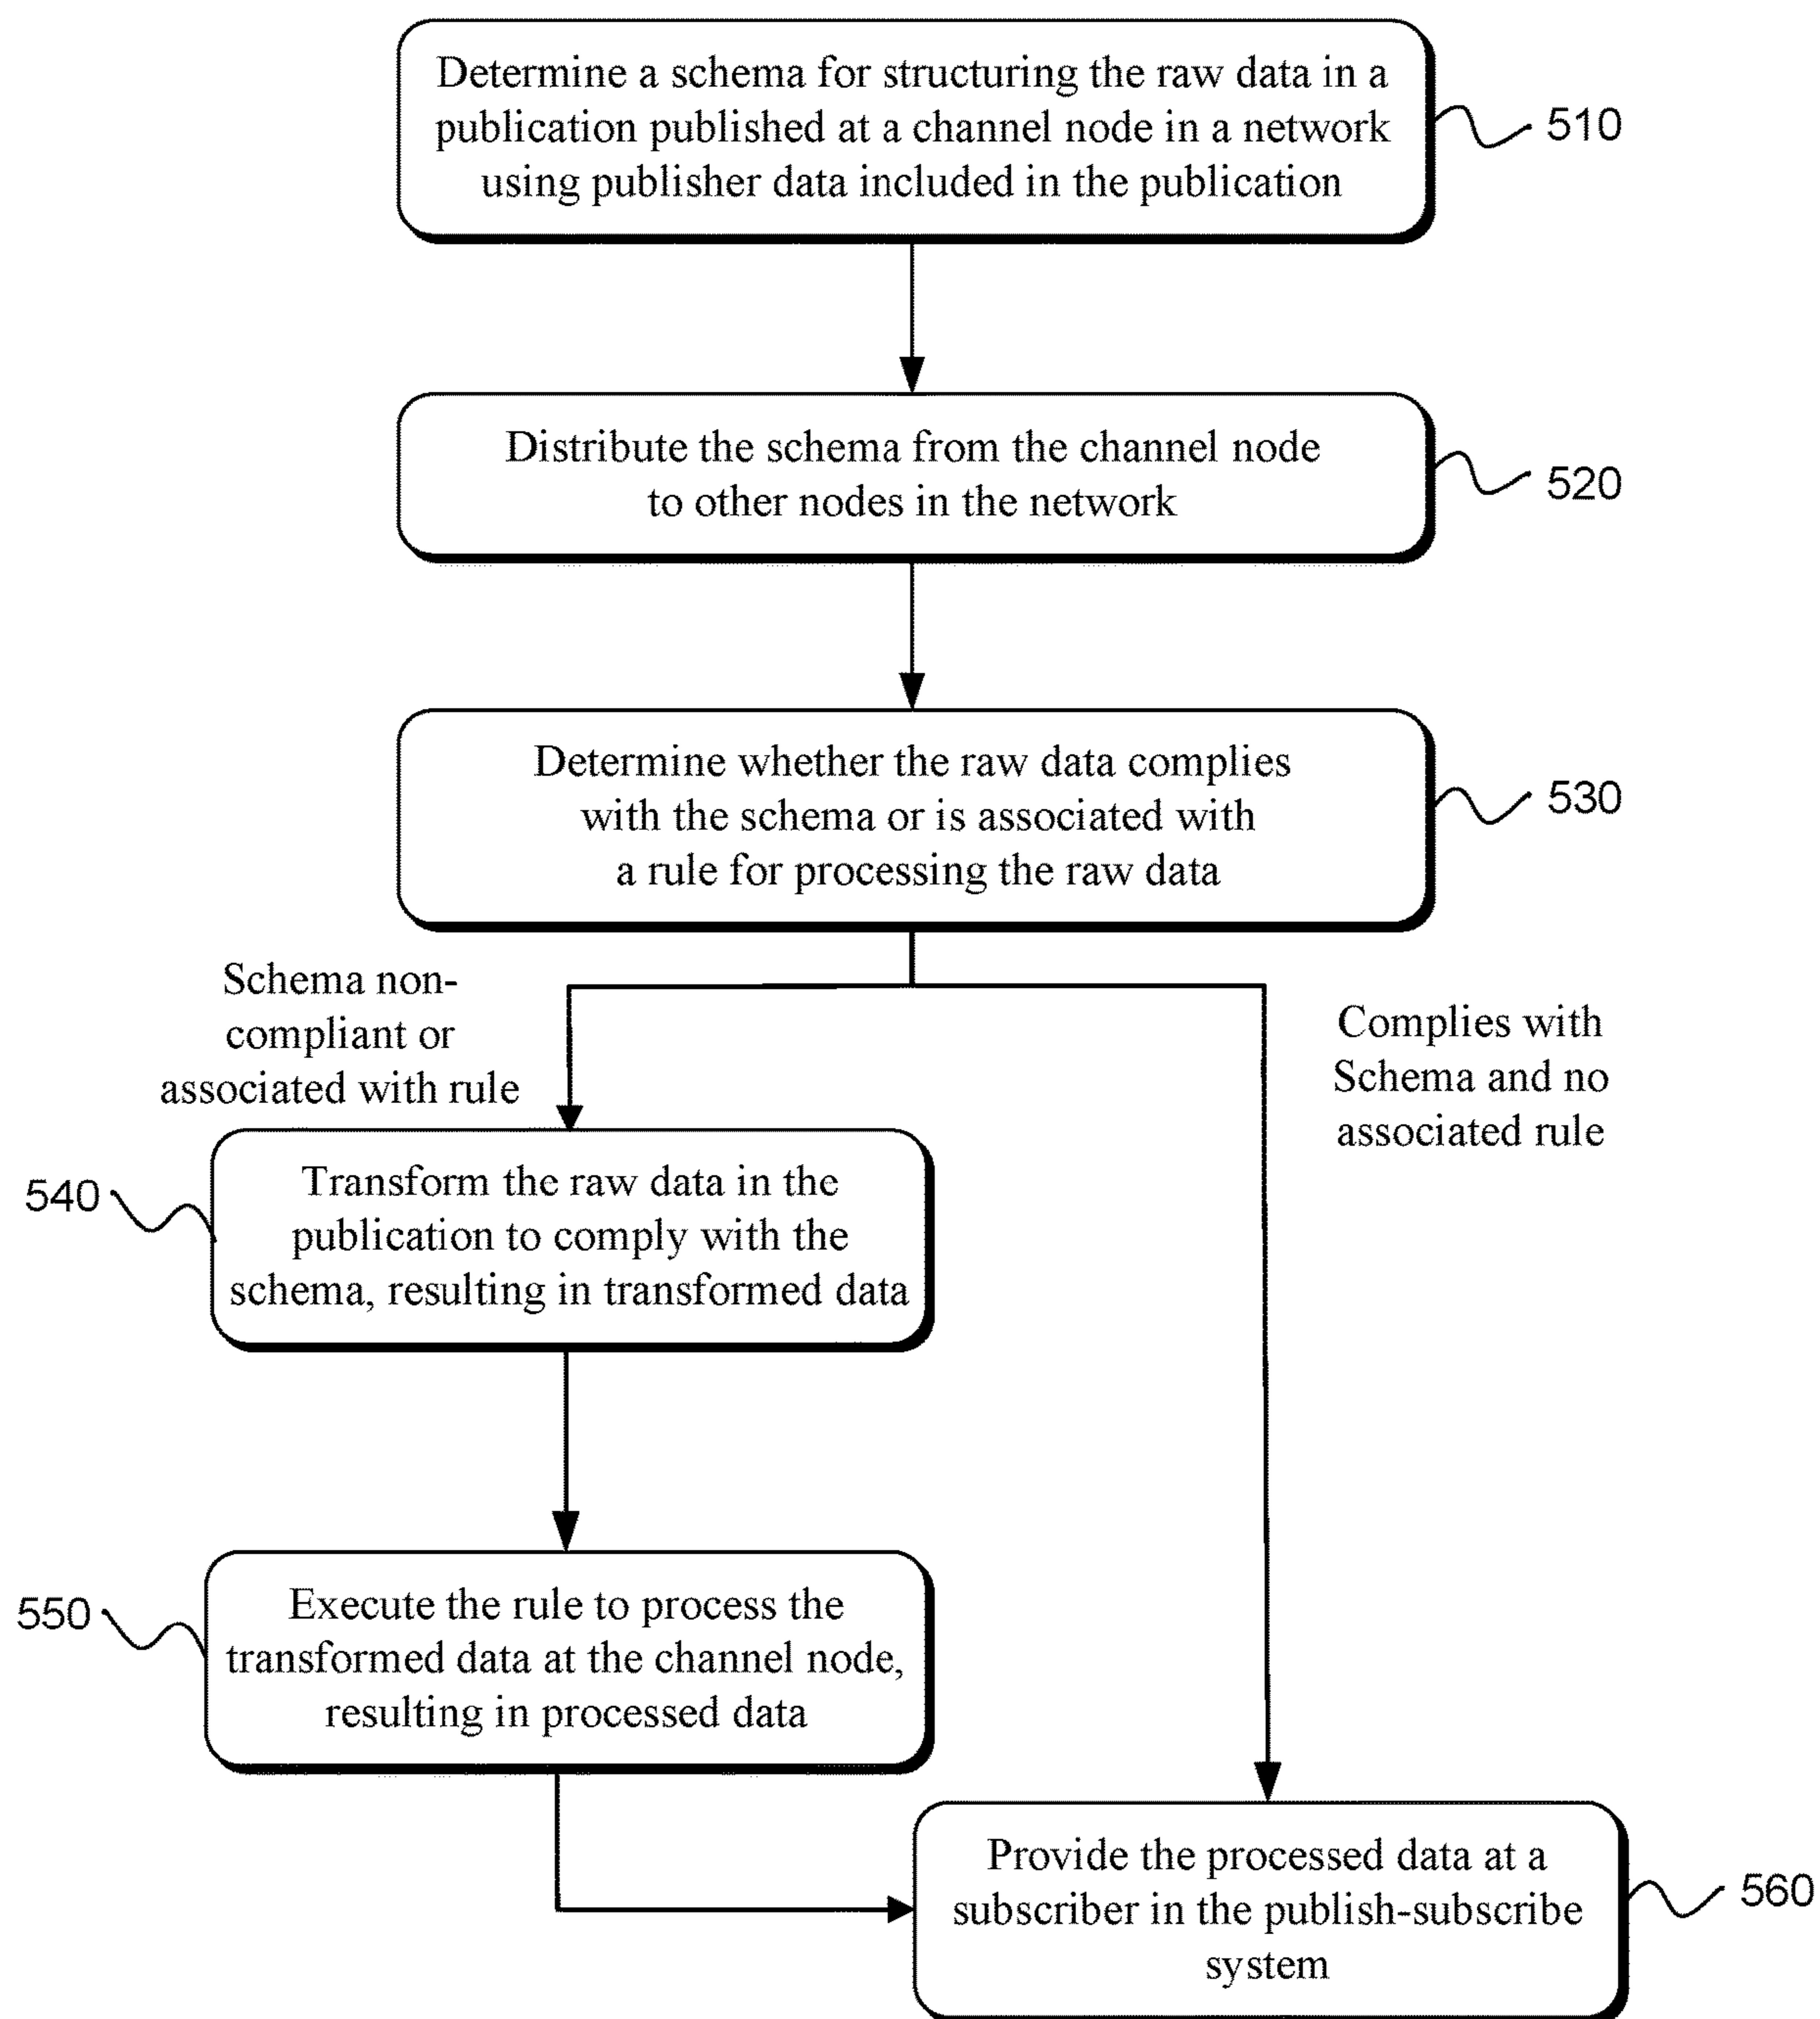 Determine a schema for structuring the raw data in a
publication published at a channel node in a network
using publisher data included in the publication
510
Distribute the schema from the channel node
to other nodes in the network
520
Determine whether the raw data complies
with the schema or is associated with
a rule for processing the raw data
530
Schema non-
compliant or
associated with rule
Complies with
Schema and no
associated rule
540
Transform the raw data in the
publication to comply with the
schema, resulting in transformed data
550
Execute the rule to process the
transformed data at the channel node,
resulting in processed data
Provide the processed data at a
subscriber in the publish-subscribe
system
560